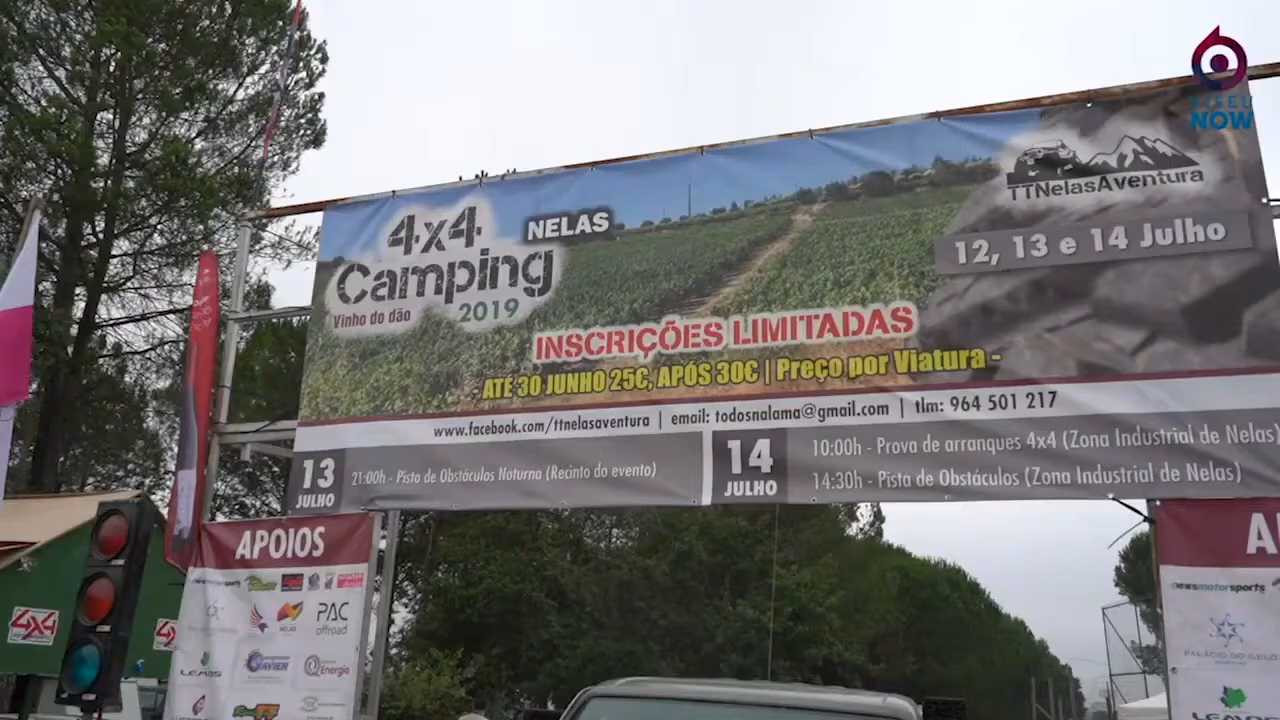 VISEU
NOW
TTNelasAventura
4x4
NELAS
Camping
Vinho do dão
2019
12, 13 e 14 Julho
INSCRIÇÕES LIMITADAS
- ATÉ 30 JUNHO 25€, APÓS 30€ | Preço por Viatura -
www.facebook.com/ttnelasaventura | email: todosnalama@gmail.com | tlm: 964 501 217
13
JULHO
21:00h - Pista de Obstáculos Noturna (Recinto do evento)
14
JULHO
10:00h - Prova de arranques 4x4 (Zona Industrial de Nelas)
14:30h - Pista de Obstáculos (Zona Industrial de Nelas)
APOIOS
newsmotorsports
NELAS
PAC
offroad
XAVIER
Energia
4x4
4x4
A
newsmotorsports
PALÁCIO DO GELO